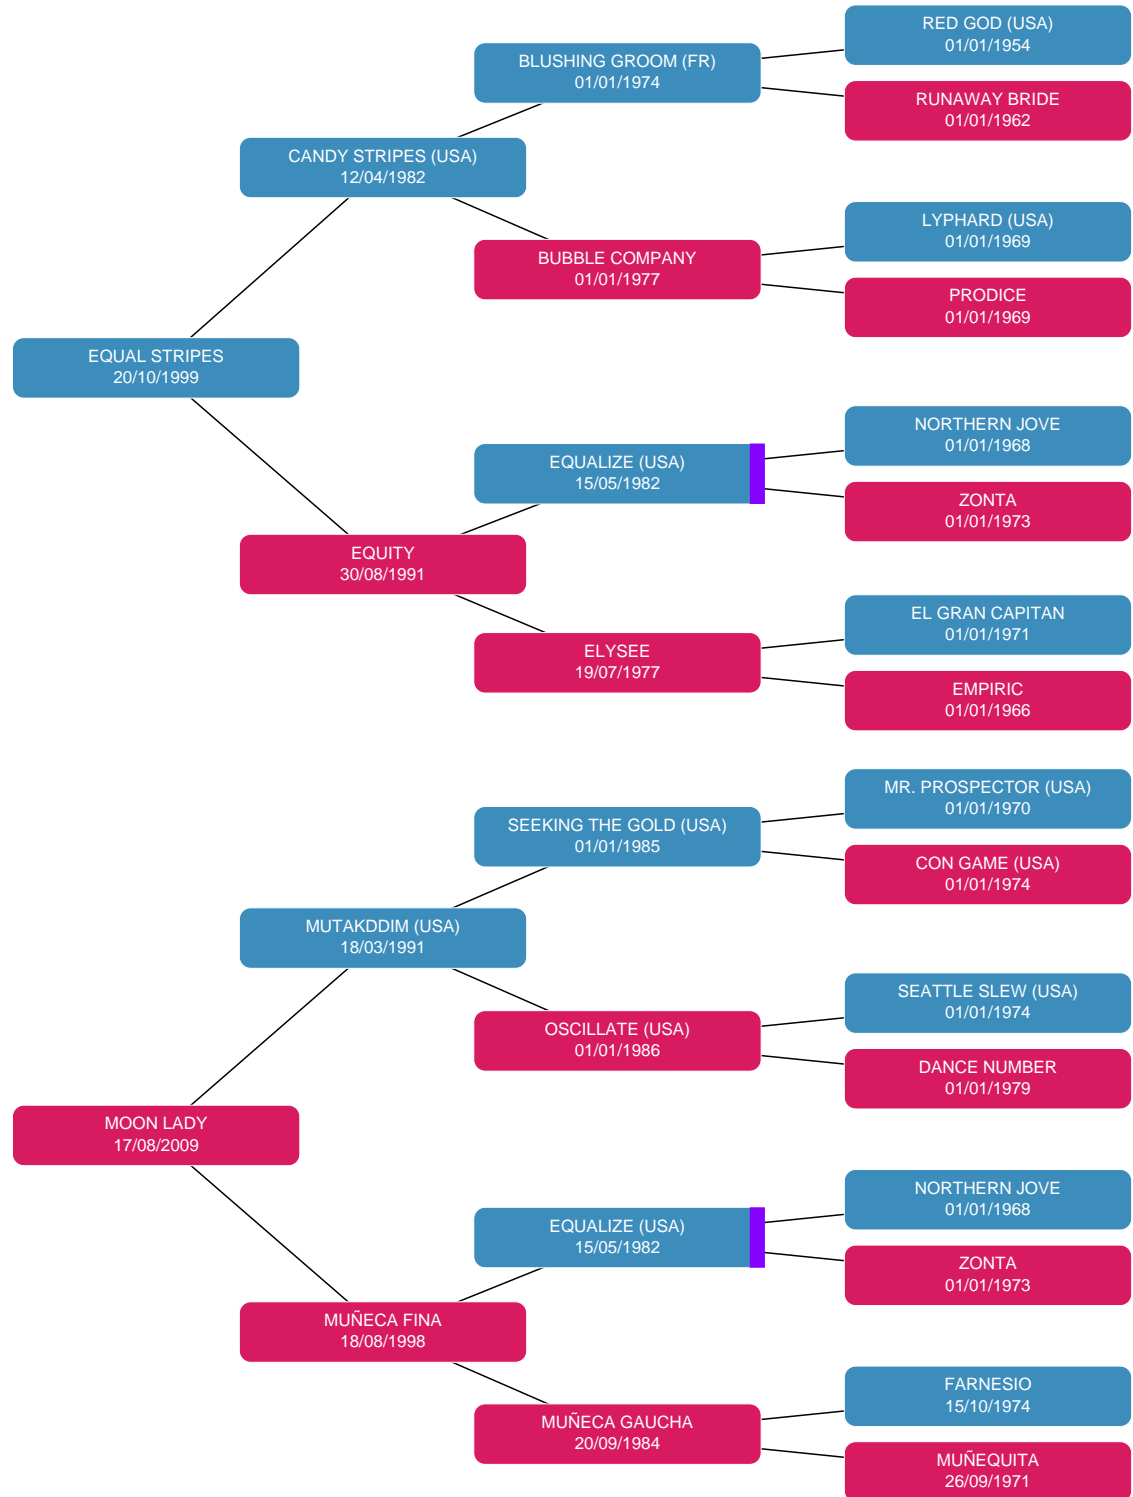 RED GOD (USA)
01/01/1954
BLUSHING GROOM (FR)
01/01/1974
RUNAWAY BRIDE
01/01/1962
CANDY STRIPES (USA)
12/04/1982
LYPHARD (USA)
01/01/1969
BUBBLE COMPANY
01/01/1977
PRODICE
01/01/1969
EQUAL STRIPES
20/10/1999
NORTHERN JOVE
01/01/1968
EQUALIZE (USA)
15/05/1982
ZONTA
01/01/1973
EQUITY
30/08/1991
EL GRAN CAPITAN
01/01/1971
ELYSEE
19/07/1977
EMPIRIC
01/01/1966
MR. PROSPECTOR (USA)
01/01/1970
SEEKING THE GOLD (USA)
01/01/1985
CON GAME (USA)
01/01/1974
MUTAKDDIM (USA)
18/03/1991
SEATTLE SLEW (USA)
01/01/1974
OSCILLATE (USA)
01/01/1986
DANCE NUMBER
01/01/1979
MOON LADY
17/08/2009
NORTHERN JOVE
01/01/1968
EQUALIZE (USA)
15/05/1982
ZONTA
01/01/1973
MUÑECA FINA
18/08/1998
FARNESIO
15/10/1974
MUÑECA GAUCHA
20/09/1984
MUÑEQUITA
26/09/1971